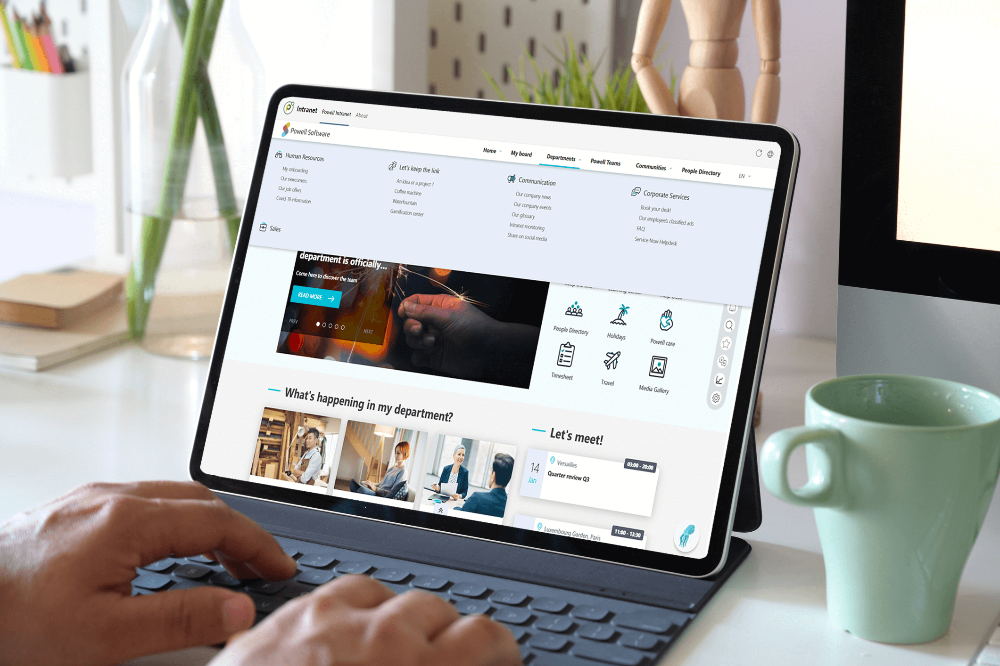 Intranet Powell Intranet About
Powell Software
Home My board Departments Powell Teams Communities People Directory EN
Human Resources
My onboarding
Our newcomers
Our job offers
Covid 19 information
Sales
Let's keep the link
An idea or a project ?
Coffee machine
Waterfountain
Gamification center
Communication
Our company news
Our company events
Our glossary
Intranet monitoring
Share on social media
Corporate Services
Book your desk!
Our employee's classified ads
FAQ
Service Now Helpdesk
department is officially...
Come here to discover the team
READ MORE
PREV
NEXT
People Directory
Holidays
Powell care
Timesheet
Travel
Media Gallery
What's happening in my department?
Let's meet!
14
Jan
Versailles
03:00 - 20:00
Quarter review Q3
Luxembourg Garden, Paris
11:00 - 13:30